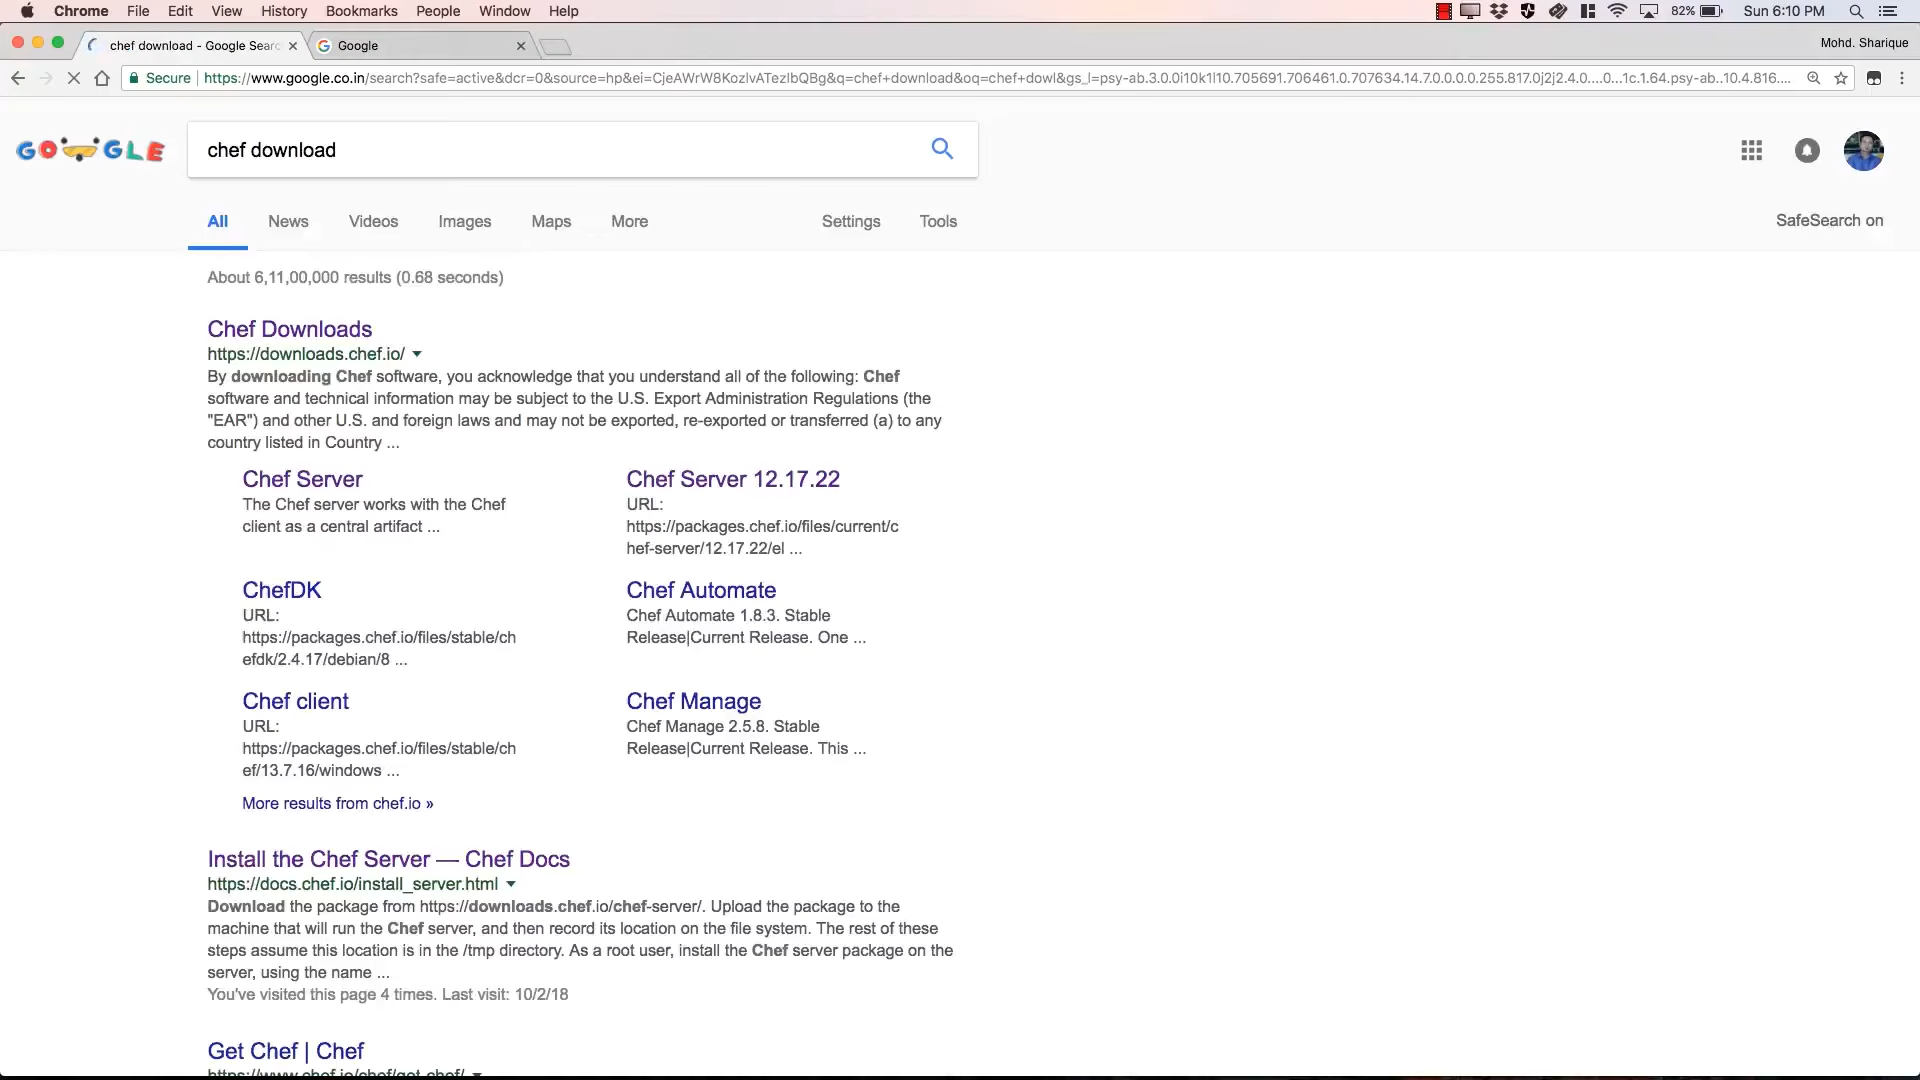 Chrome File Edit View History Bookmarks People Window Help 82% Sun 6:10 PM
chef download - Google Searc Google Mohd. Sharique
Secure https://www.google.co.in/search?safe=active&dcr=0&source=hp&ei=CjeAWrW8KozlvATezIbQBg&q=chef+download&oq=chef+dowl&gs_l=psy-ab.3.0.0i10k1l10.705691.706461.0.707634.14.7.0.0.0.0.255.817.0j2j2.4.0....0...1c.1.64.psy-ab..10.4.816....
GOOGLE chef download
All News Videos Images Maps More Settings Tools SafeSearch on
About 6,11,00,000 results (0.68 seconds)
Chef Downloads
https://downloads.chef.io/
By downloading Chef software, you acknowledge that you understand all of the following: Chef
software and technical information may be subject to the U.S. Export Administration Regulations (the
"EAR") and other U.S. and foreign laws and may not be exported, re-exported or transferred (a) to any
country listed in Country ...
Chef Server
The Chef server works with the Chef
client as a central artifact ...
Chef Server 12.17.22
URL:
https://packages.chef.io/files/current/c
hef-server/12.17.22/el ...
ChefDK
URL:
https://packages.chef.io/files/stable/ch
efdk/2.4.17/debian/8 ...
Chef Automate
Chef Automate 1.8.3. Stable
Release|Current Release. One ...
Chef client
URL:
https://packages.chef.io/files/stable/ch
ef/13.7.16/windows ...
Chef Manage
Chef Manage 2.5.8. Stable
Release|Current Release. This ...
More results from chef.io »
Install the Chef Server — Chef Docs
https://docs.chef.io/install_server.html
Download the package from https://downloads.chef.io/chef-server/. Upload the package to the
machine that will run the Chef server, and then record its location on the file system. The rest of these
steps assume this location is in the /tmp directory. As a root user, install the Chef server package on the
server, using the name ...
You've visited this page 4 times. Last visit: 10/2/18
Get Chef | Chef
https://www.chef.io/chef/get-chef/